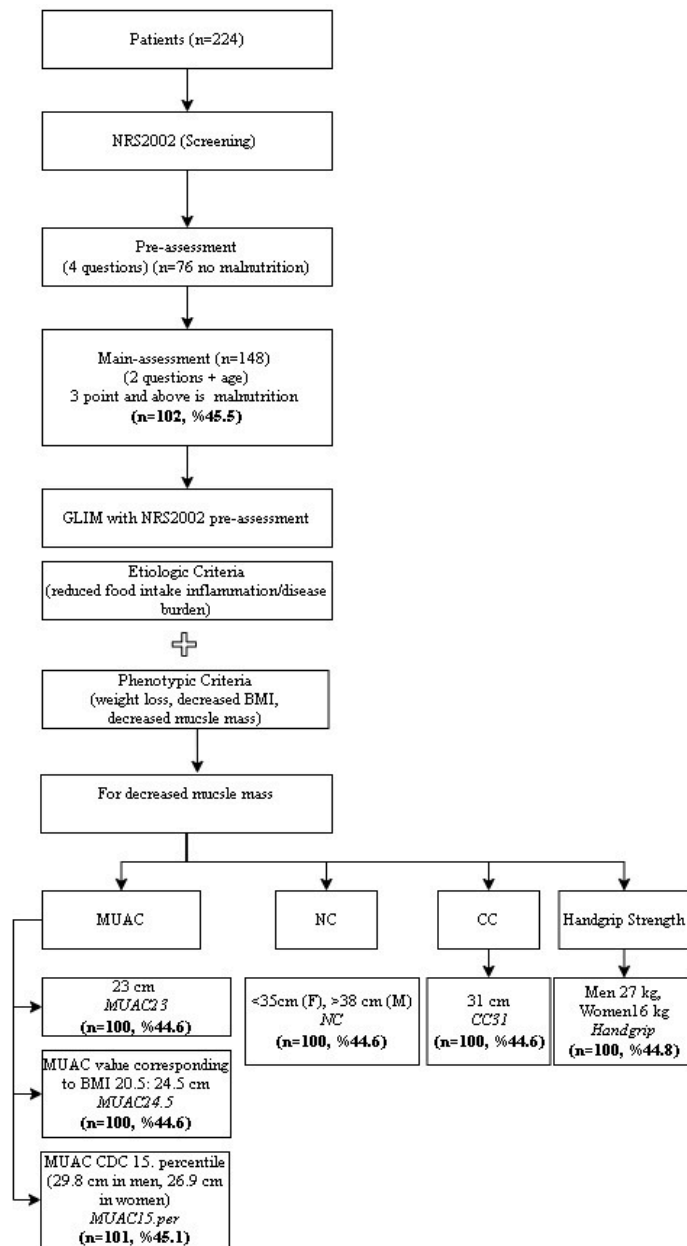 Patients (n=224)
NRS2002 (Screening)
Pre-assessment
(4 questions) (n=76 no malnutrition)
Main-assessment (n=148)
(2 questions + age)
3 point and above is malnutrition
(n=102, %45.5)
GLIM with NRS2002 pre-assessment
Etiologic Criteria
(reduced food intake inflammation/disease
burden)
Phenotypic Criteria
(weight loss, decreased BMI,
decreased mucsle mass)
For decreased mucsle mass
MUAC
NC
CC
Handgrip Strength
23 cm
MUAC23
(n=100, %44.6)
<35cm (F), >38 cm (M)
NC
(n=100, %44.6)
31 cm
CC31
(n=100, %44.6)
Men 27 kg,
Women16 kg
Handgrip
(n=100, %44.8)
MUAC value corresponding
to BMI 20.5: 24.5 cm
MUAC24.5
(n=100, %44.6)
MUAC CDC 15. percentile
(29.8 cm in men, 26.9 cm
in women)
MUAC15.per
(n=101, %45.1)